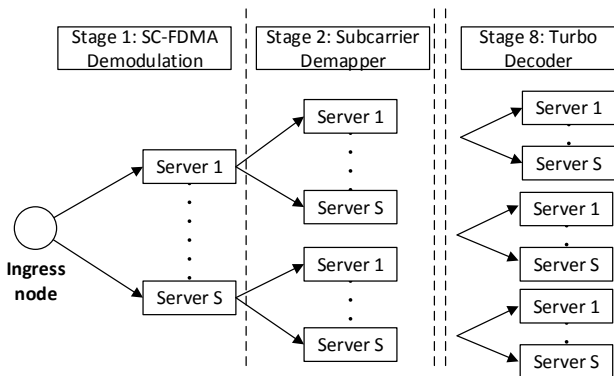 Stage 1: SC-FDMA
Demodulation
Stage 2: Subcarrier
Demapper
Stage 8: Turbo
Decoder
Ingress
node
Server 1
Server S
Server 1
Server S
Server 1
Server S
Server 1
Server S
Server 1
Server S
Server 1
Server S